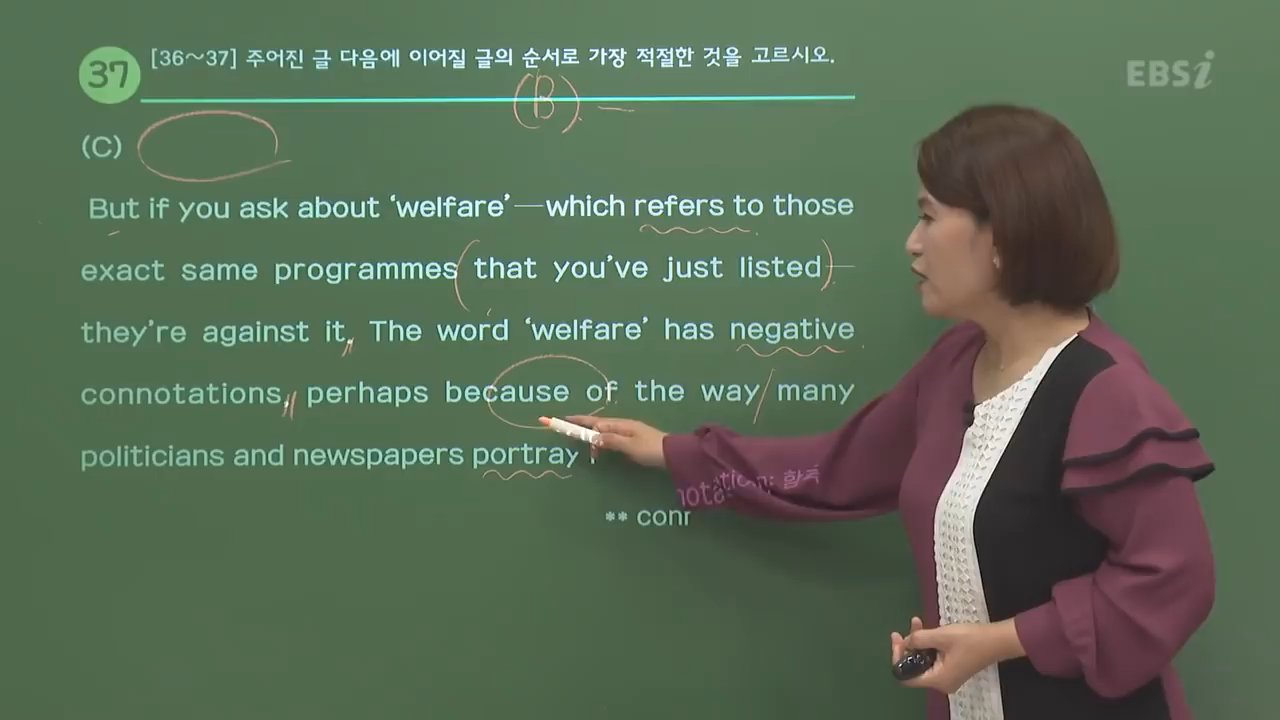 37 [36~37] 주어진 글 다음에 이어질 글의 순서로 가장 적절한 것을 고르시오.
EBSi
(B) —
(C)
But if you ask about ‘welfare’—which refers to those
exact same programmes (that you’ve just listed)—
they’re against it. The word ‘welfare’ has negative
connotations, perhaps because of the way / many
politicians and newspapers portray
**